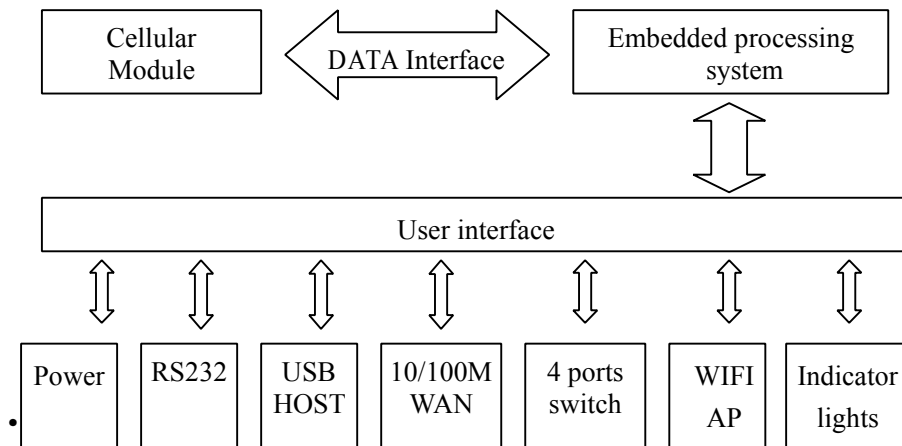 Cellular
Module
DATA Interface
Embedded processing
system
User interface
Power
RS232
USB
HOST
10/100M
WAN
4 ports
switch
WIFI
AP
Indicator
lights